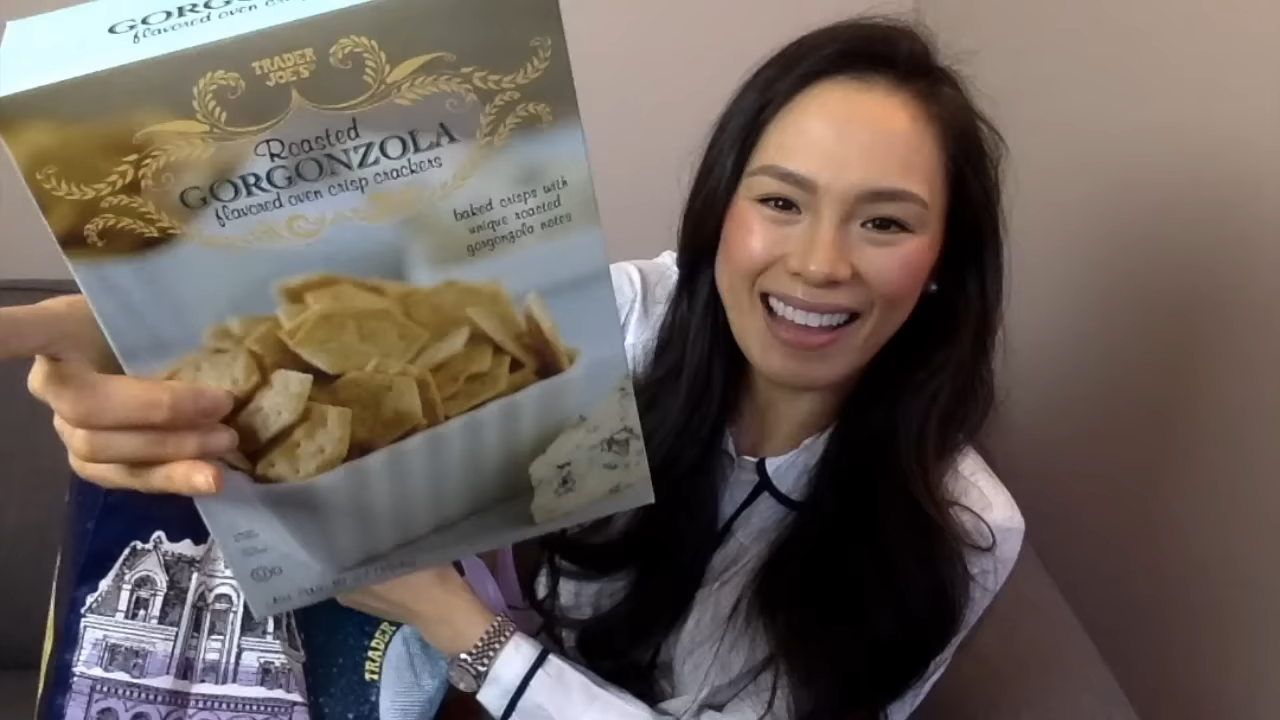 GORGO
flavored oven cri
TRADER
JOE'S
Roasted
GORGONZOLA
flavored oven crisp crackers
baked crisps with
unique roasted
gorgonzola notes
TRADER